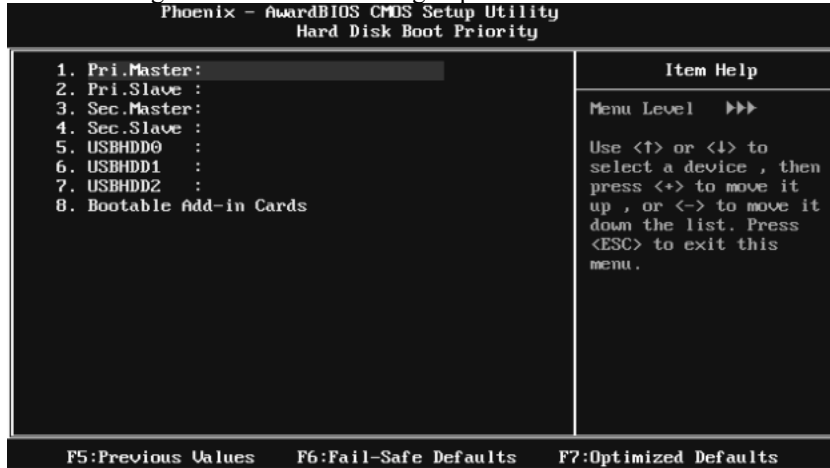 Phoenix - AwardBIOS CMOS Setup Utility
Hard Disk Boot Priority
1. Pri.Master:
2. Pri.Slave :
3. Sec.Master:
4. Sec.Slave :
5. USBHDD0 :
6. USBHDD1 :
7. USBHDD2 :
8. Bootable Add-in Cards
Item Help
Menu Level ▸▸▸
Use <↑> or <↓> to
select a device , then
press <+> to move it
up , or <-> to move it
down the list. Press
<ESC> to exit this
menu.
F5:Previous Values F6:Fail-Safe Defaults F7:Optimized Defaults